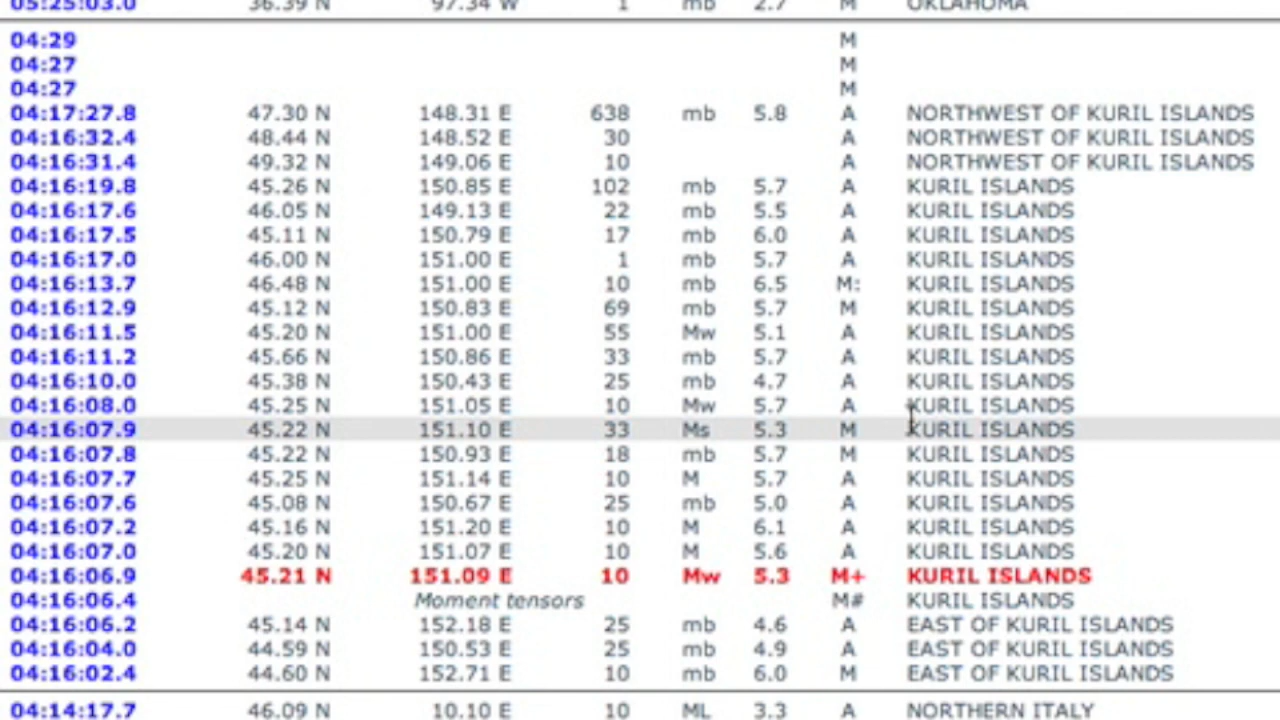 05:25:03.0 36.39 N 97.34 W 1 mb 2.7 M OKLAHOMA
04:29 M
04:27 M
04:27 M
04:17:27.8 47.30 N 148.31 E 638 mb 5.8 A NORTHWEST OF KURIL ISLANDS
04:16:32.4 48.44 N 148.52 E 30 A NORTHWEST OF KURIL ISLANDS
04:16:31.4 49.32 N 149.06 E 10 A NORTHWEST OF KURIL ISLANDS
04:16:19.8 45.26 N 150.85 E 102 mb 5.7 A KURIL ISLANDS
04:16:17.6 46.05 N 149.13 E 22 mb 5.5 A KURIL ISLANDS
04:16:17.5 45.11 N 150.79 E 17 mb 6.0 A KURIL ISLANDS
04:16:17.0 46.00 N 151.00 E 1 mb 5.7 A KURIL ISLANDS
04:16:13.7 46.48 N 151.00 E 10 mb 6.5 M: KURIL ISLANDS
04:16:12.9 45.12 N 150.83 E 69 mb 5.7 M KURIL ISLANDS
04:16:11.5 45.20 N 151.00 E 55 Mw 5.1 A KURIL ISLANDS
04:16:11.2 45.66 N 150.86 E 33 mb 5.7 A KURIL ISLANDS
04:16:10.0 45.38 N 150.43 E 25 mb 4.7 A KURIL ISLANDS
04:16:08.0 45.25 N 151.05 E 10 Mw 5.7 A KURIL ISLANDS
04:16:07.9 45.22 N 151.10 E 33 Ms 5.3 M KURIL ISLANDS
04:16:07.8 45.22 N 150.93 E 18 mb 5.7 M KURIL ISLANDS
04:16:07.7 45.25 N 151.14 E 10 M 5.7 A KURIL ISLANDS
04:16:07.6 45.08 N 150.67 E 25 mb 5.0 A KURIL ISLANDS
04:16:07.2 45.16 N 151.20 E 10 M 6.1 A KURIL ISLANDS
04:16:07.0 45.20 N 151.07 E 10 M 5.6 A KURIL ISLANDS
04:16:06.9 45.21 N 151.09 E 10 Mw 5.3 M+ KURIL ISLANDS
04:16:06.4 Moment tensors M# KURIL ISLANDS
04:16:06.2 45.14 N 152.18 E 25 mb 4.6 A EAST OF KURIL ISLANDS
04:16:04.0 44.59 N 150.53 E 25 mb 4.9 A EAST OF KURIL ISLANDS
04:16:02.4 44.60 N 152.71 E 10 mb 6.0 M EAST OF KURIL ISLANDS
04:14:17.7 46.09 N 10.10 E 10 ML 3.3 A NORTHERN ITALY